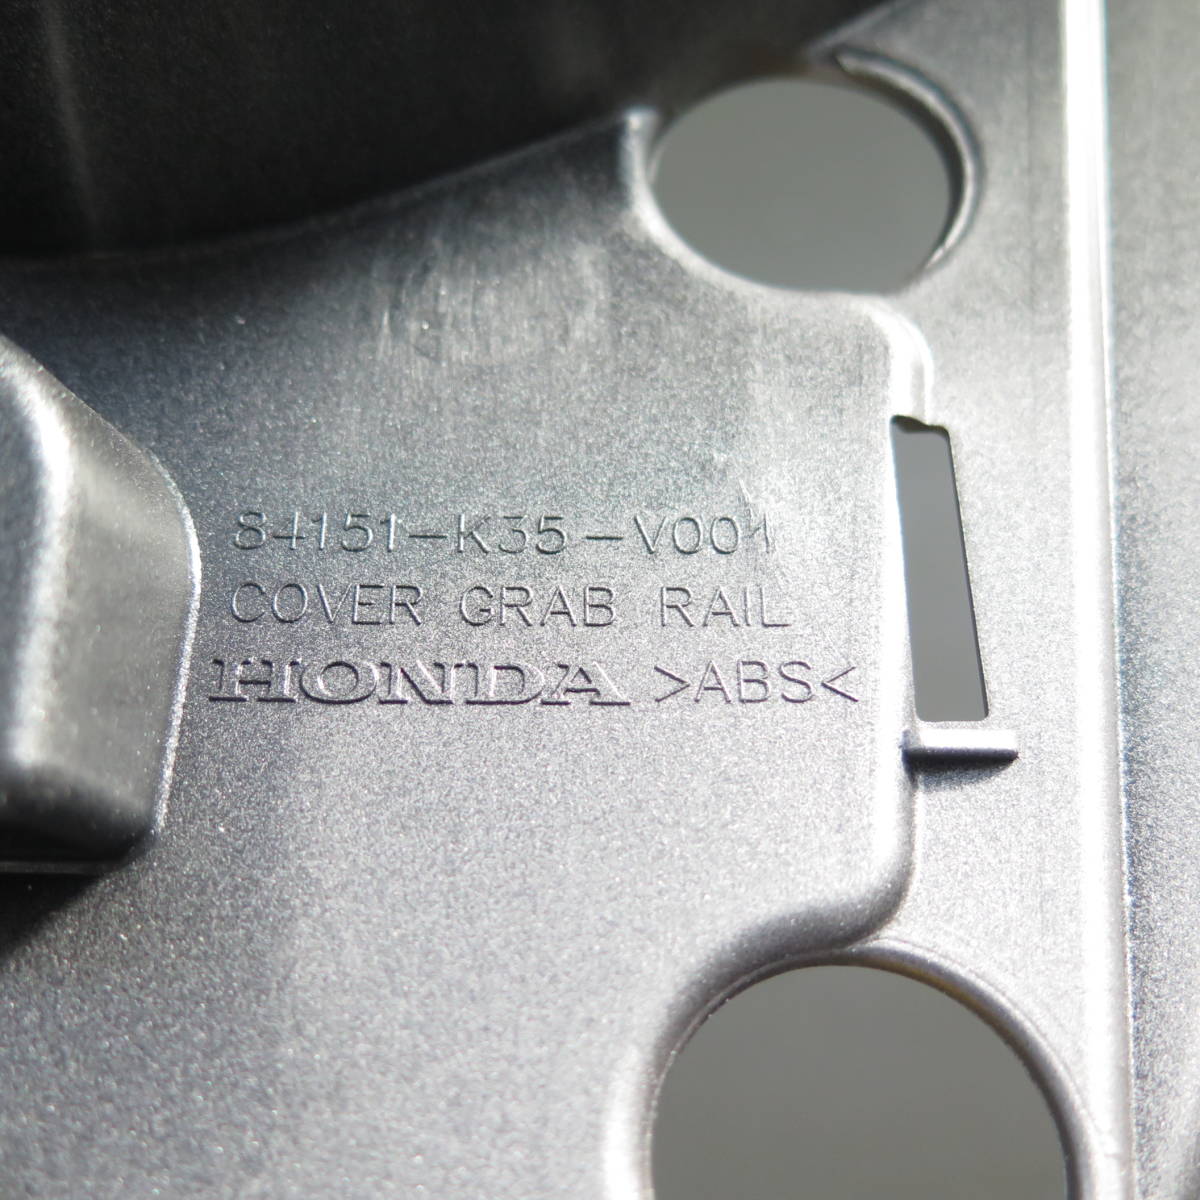 84151-K35-V001
COVER GRAB RAIL
HONDA >ABS<